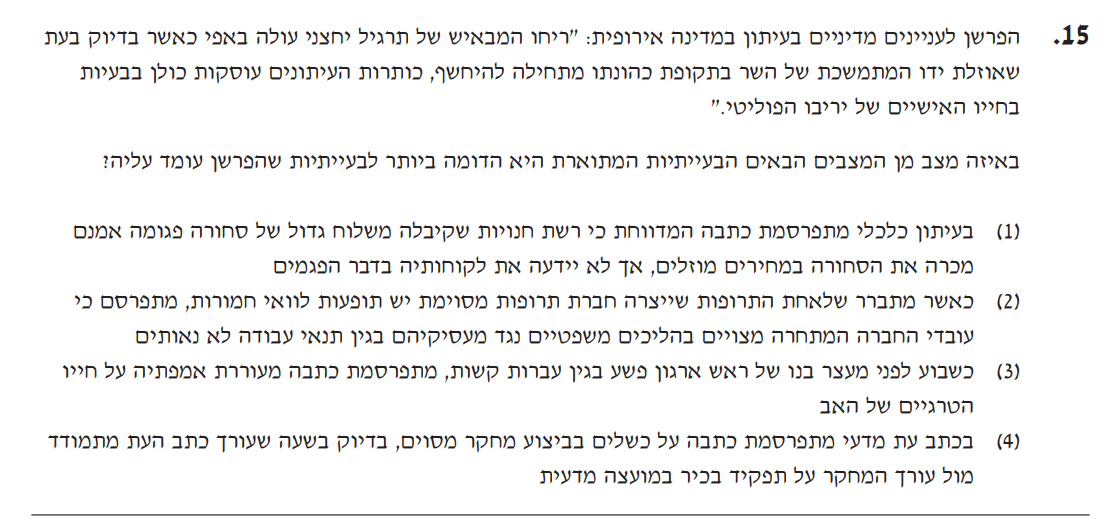 15. הפרשן לעניינים מדיניים בעיתון במדינה אירופית: "ריחו המבאיש של תרגיל יחצני עולה באפי כאשר בדיוק בעת
שאוזלת ידו המתמשכת של השר בתקופת כהונתו מתחילה להיחשף, כותרות העיתונים עוסקות כולן בבעיות
בחייו האישיים של יריבו הפוליטי."
באיזה מצב מן המצבים הבאים הבעייתיות המתוארת היא הדומה ביותר לבעייתיות שהפרשן עומד עליה?
(1) בעיתון כלכלי מתפרסמת כתבה המדווחת כי רשת חנויות שקיבלה משלוח גדול של סחורה פגומה אמנם
מכרה את הסחורה במחירים מוזלים, אך לא יידעה את לקוחותיה בדבר הפגמים
(2) כאשר מתברר שלאחת התרופות שייצרה חברת תרופות מסוימת יש תופעות לוואי חמורות, מתפרסם כי
עובדי החברה המתחרה מצויים בהליכים משפטיים נגד מעסיקיהם בגין תנאי עבודה לא נאותים
(3) כשבוע לפני מעצר בנו של ראש ארגון פשע בגין עברות קשות, מתפרסמת כתבה מעוררת אמפתיה על חייו
הטרגיים של האב
(4) בכתב עת מדעי מתפרסמת כתבה על כשלים בביצוע מחקר מסוים, בדיוק בשעה שעורך כתב העת מתמודד
מול עורך המחקר על תפקיד בכיר במועצה מדעית